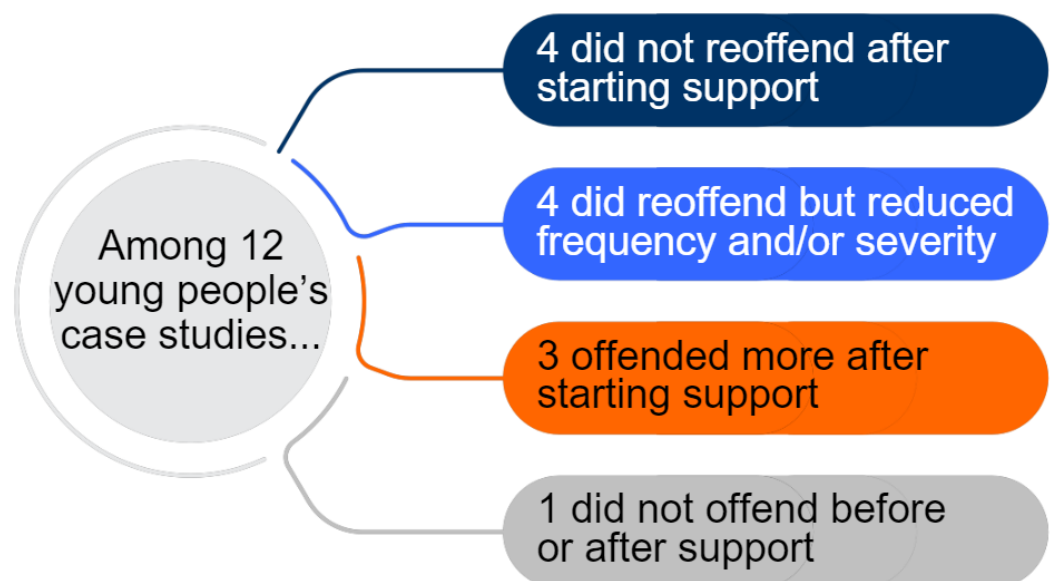 Among 12
young people’s
case studies...
4 did not reoffend after
starting support
4 did reoffend but reduced
frequency and/or severity
3 offended more after
starting support
1 did not offend before
or after support